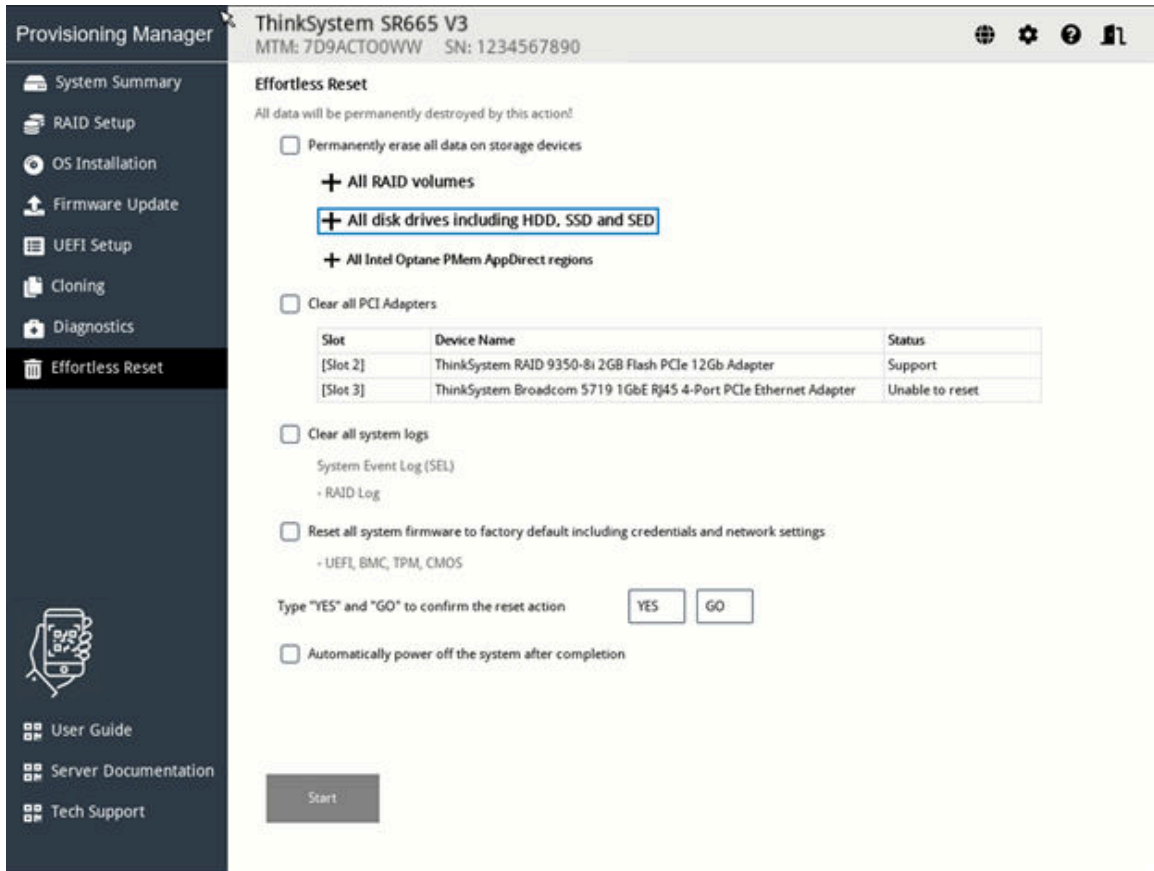 Provisioning Manager
System Summary
RAID Setup
OS Installation
Firmware Update
UEFI Setup
Cloning
Diagnostics
Effortless Reset
User Guide
Server Documentation
Tech Support
ThinkSystem SR665 V3
MTM: 7D9ACTO0WW SN: 1234567890
Effortless Reset
All data will be permanently destroyed by this action!
Permanently erase all data on storage devices
+ All RAID volumes
+ All disk drives including HDD, SSD and SED
+ All Intel Optane PMem AppDirect regions
Clear all PCI Adapters
Slot Device Name Status
[Slot 2] ThinkSystem RAID 9350-8i 2GB Flash PCIe 12Gb Adapter Support
[Slot 3] ThinkSystem Broadcom 5719 1GbE RJ45 4-Port PCIe Ethernet Adapter Unable to reset
Clear all system logs
System Event Log (SEL)
- RAID Log
Reset all system firmware to factory default including credentials and network settings
- UEFI, BMC, TPM, CMOS
Type "YES" and "GO" to confirm the reset action YES GO
Automatically power off the system after completion
Start